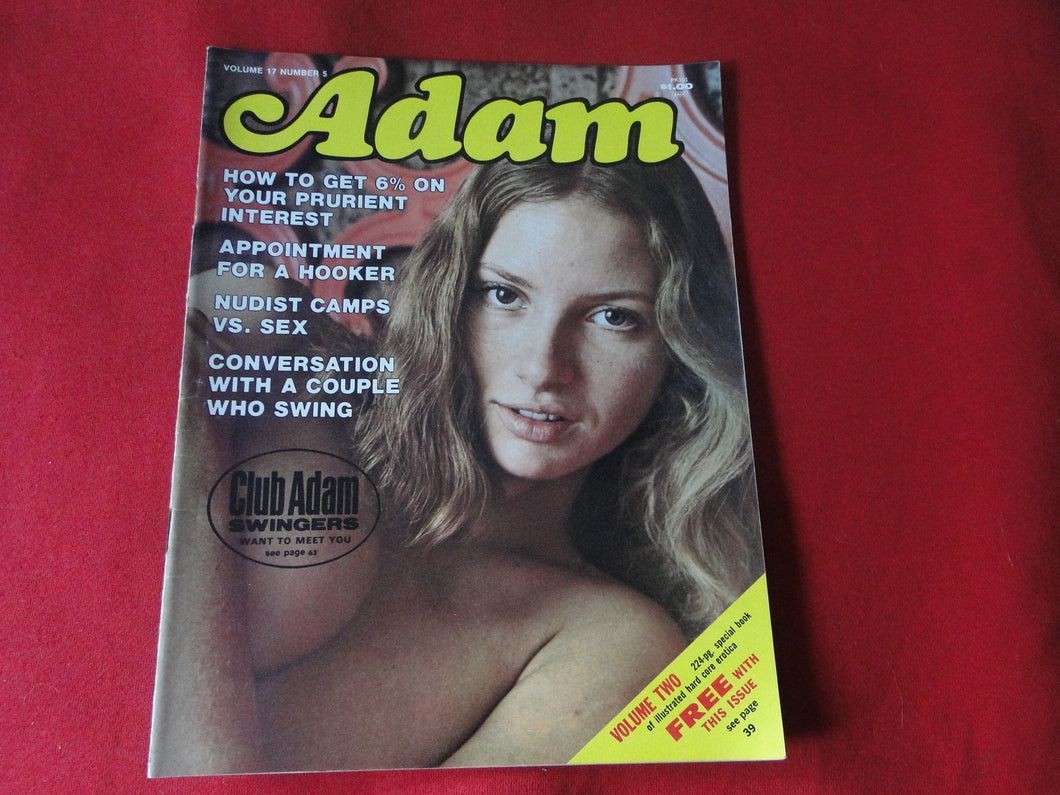 VOLUME 17 NUMBER 5
PK101
$1.00
Adam
HOW TO GET 6% ON
YOUR PRURIENT
INTEREST
APPOINTMENT
FOR A HOOKER
NUDIST CAMPS
VS. SEX
CONVERSATION
WITH A COUPLE
WHO SWING
Club Adam
SWINGERS
WANT TO MEET YOU
see page 62
VOLUME TWO 224-pg. special book
of illustrated hard core erotica
FREE WITH
THIS ISSUE
see page
39